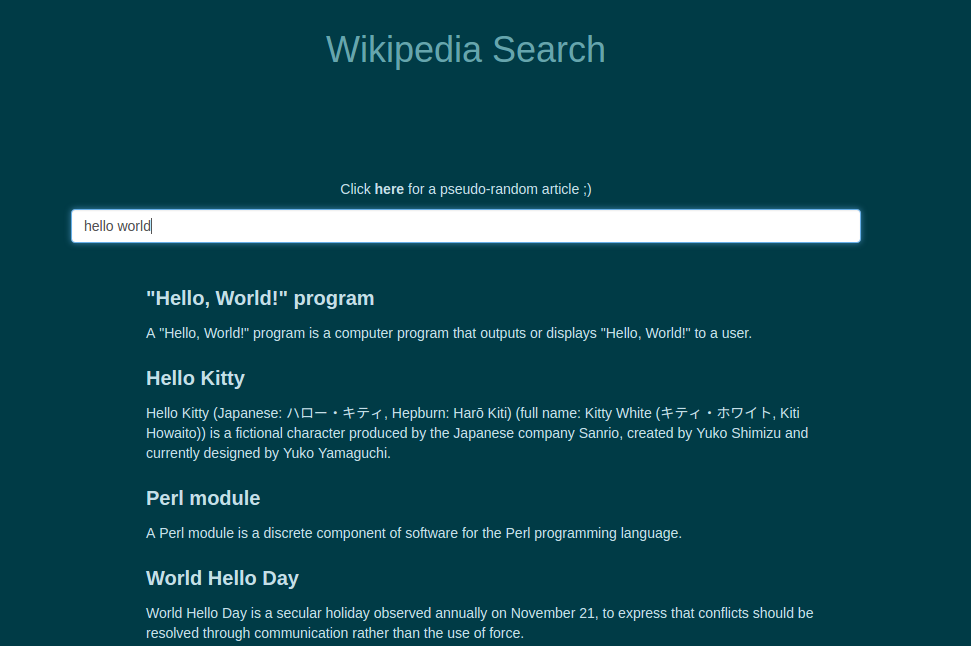 Wikipedia Search
Click here for a pseudo-random article ;)
hello world
"Hello, World!" program
A "Hello, World!" program is a computer program that outputs or displays "Hello, World!" to a user.
Hello Kitty
Hello Kitty (Japanese: ハロー・キティ, Hepburn: Harō Kiti) (full name: Kitty White (キティ・ホワイト, Kiti
Howaito)) is a fictional character produced by the Japanese company Sanrio, created by Yuko Shimizu and
currently designed by Yuko Yamaguchi.
Perl module
A Perl module is a discrete component of software for the Perl programming language.
World Hello Day
World Hello Day is a secular holiday observed annually on November 21, to express that conflicts should be
resolved through communication rather than the use of force.